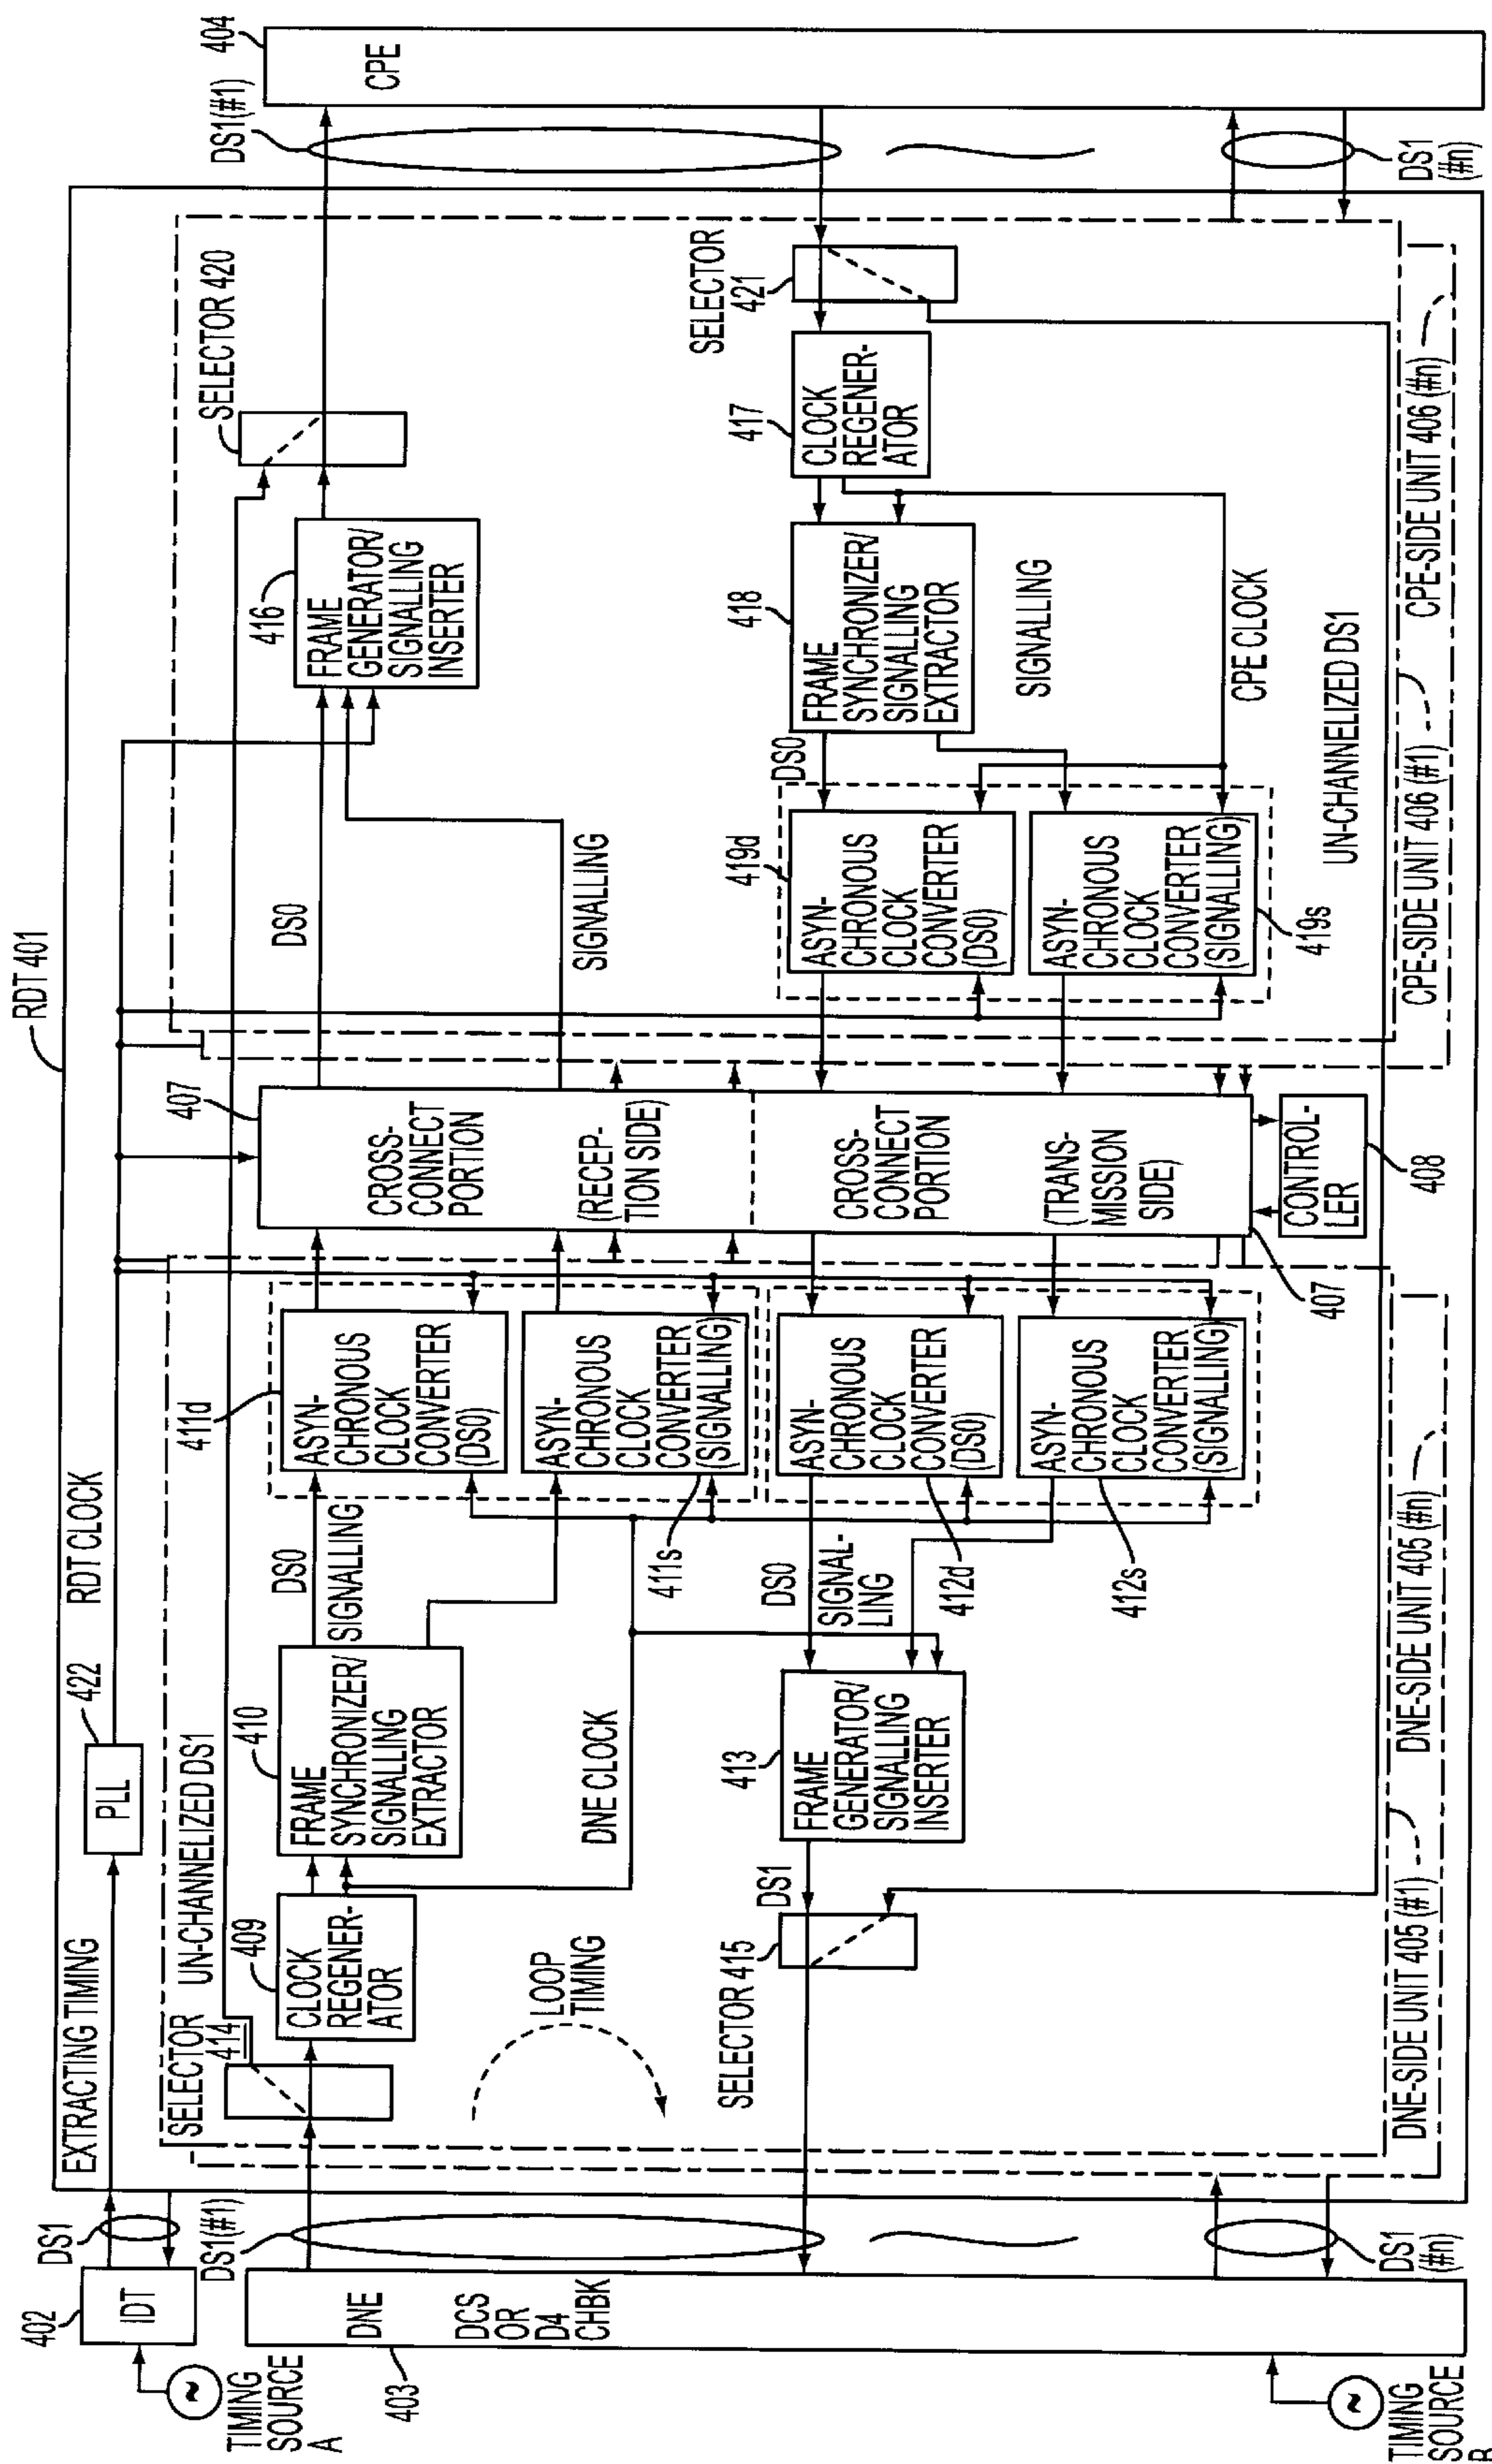 RDT 401
402
IDT
DS1
EXTRACTING TIMING
422
PLL
RDT CLOCK
TIMING
SOURCE
A
403
DNE
DCS
OR
D4
CHBK
TIMING
SOURCE
DS1(#1)
DS1
(#n)
SELECTOR
414
UN-CHANNELIZED DS1
409
CLOCK
REGENER-
ATOR
410
FRAME
SYNCHRONIZER/
SIGNALLING
EXTRACTOR
DS0
SIGNALLING
411d
ASYN-
CHRONOUS
CLOCK
CONVERTER
(DS0)
ASYN-
CHRONOUS
CLOCK
CONVERTER
(SIGNALLING)
411s
LOOP
TIMING
DNE CLOCK
SELECTOR 415
DS1
413
FRAME
GENERATOR/
SIGNALLING
INSERTER
DS0
SIGNAL-
LING
412d
ASYN-
CHRONOUS
CLOCK
CONVERTER
(DS0)
412s
ASYN-
CHRONOUS
CLOCK
CONVERTER
(SIGNALLING)
DNE-SIDE UNIT 405 (#1)
DNE-SIDE UNIT 405 (#n)
407
CROSS-
CONNECT
PORTION
(RECEP-
TION SIDE)
CROSS-
CONNECT
PORTION
(TRANS-
MISSION
SIDE)
407
CONTROL-
LER
408
DS0
SIGNALLING
416
FRAME
GENERATOR/
SIGNALLING
INSERTER
SELECTOR 420
419d
ASYN-
CHRONOUS
CLOCK
CONVERTER
(DS0)
ASYN-
CHRONOUS
CLOCK
CONVERTER
(SIGNALLING)
419s
DS0
418
FRAME
SYNCHRONIZER/
SIGNALLING
EXTRACTOR
SIGNALLING
417
CLOCK
REGENER-
ATOR
SELECTOR
421
CPE CLOCK
UN-CHANNELIZED DS1
CPE-SIDE UNIT 406 (#1)
CPE-SIDE UNIT 406 (#n)
DS1(#1)
DS1
(#n)
404
CPE